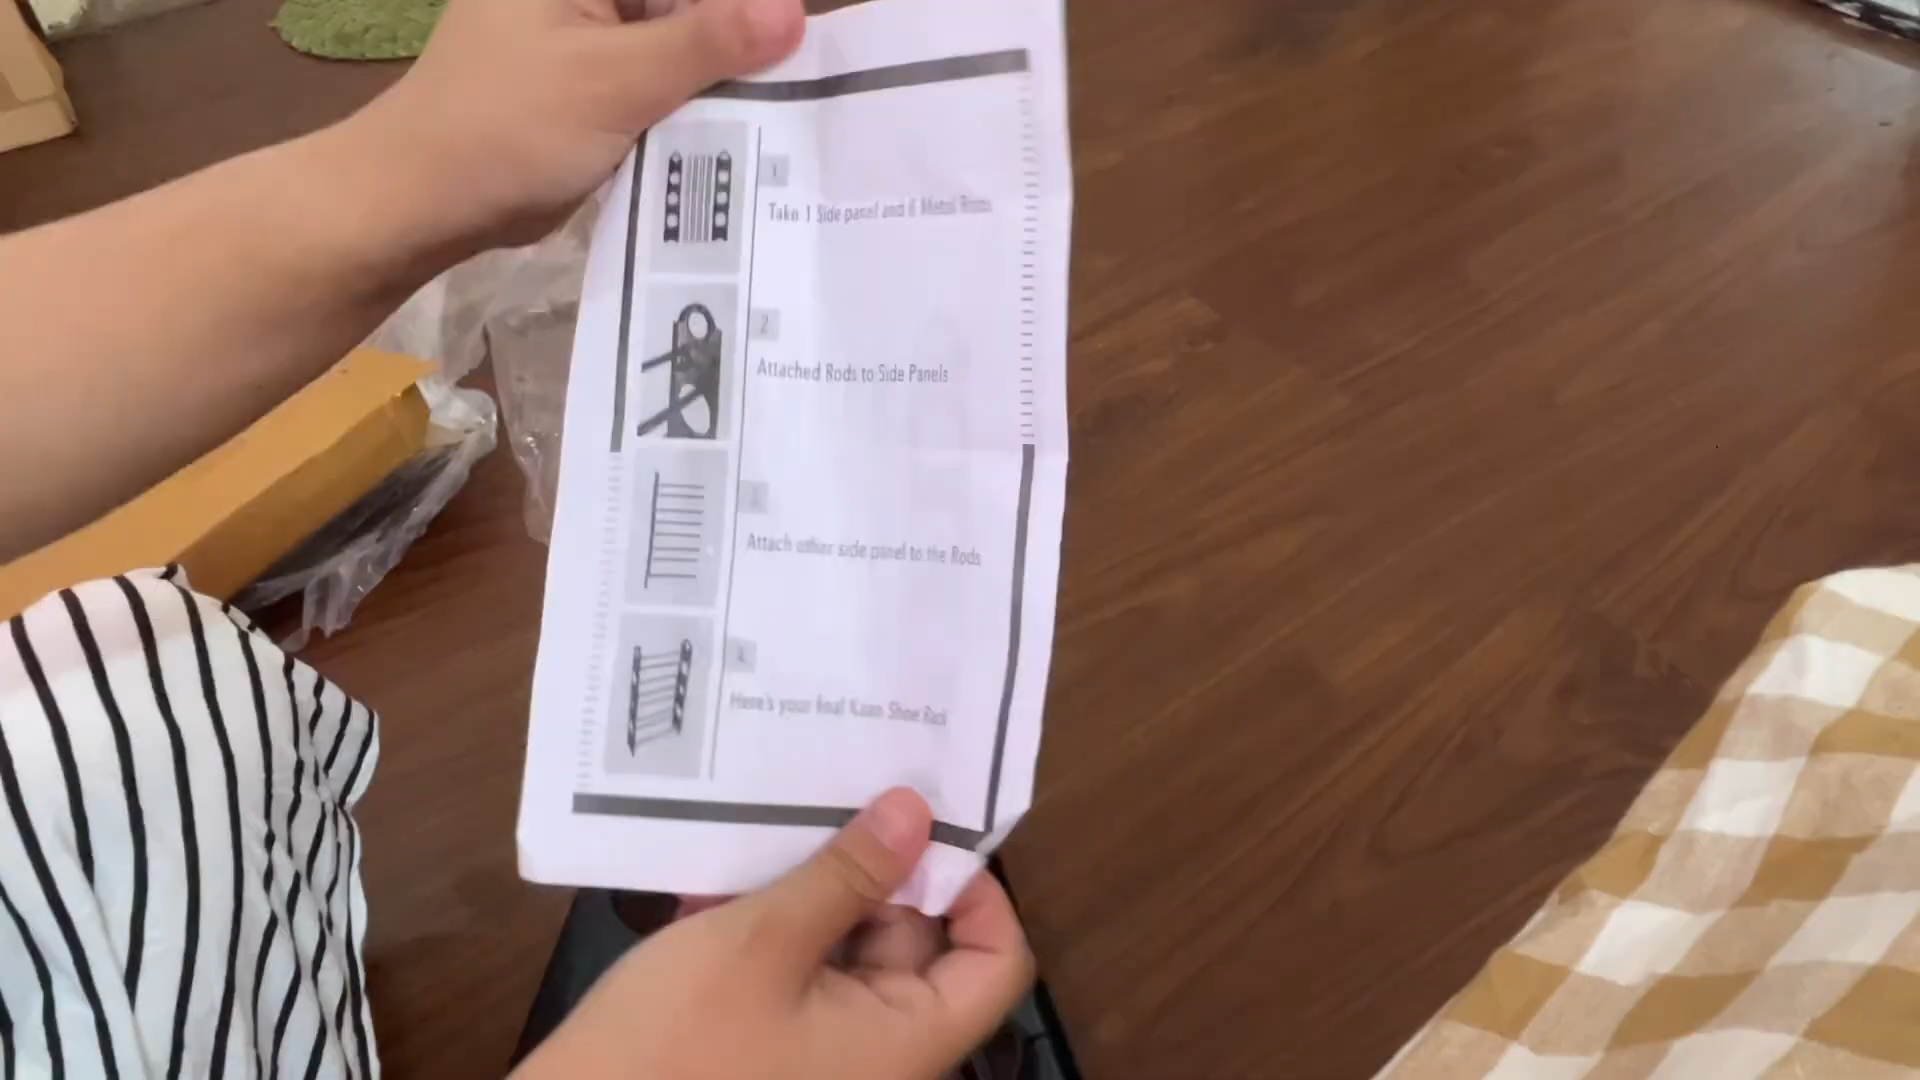 1
Take 1 Side panel and 6 Metal Rods
2
Attached Rods to Side Panels
3
Attach other side panel to the Rods
4
Here's your final Shoe Rack